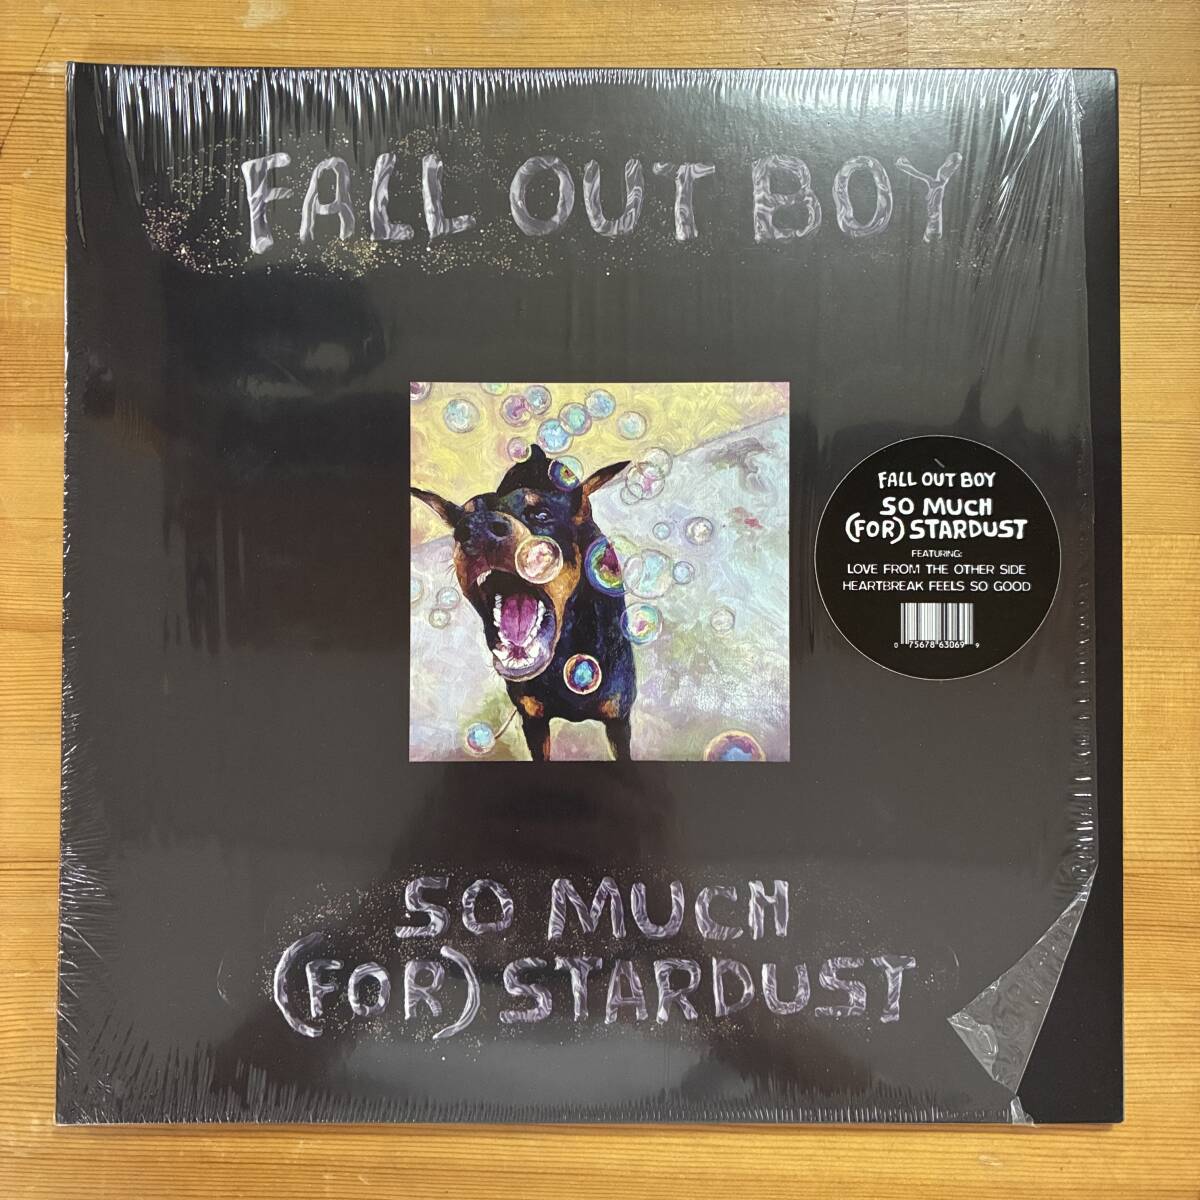 FALL OUT BOY
FALL OUT BOY
SO MUCH
(FOR) STARDUST
FEATURING:
LOVE FROM THE OTHER SIDE
HEARTBREAK FEELS SO GOOD
0 75678 63069 9
SO MUCH
(FOR) STARDUST